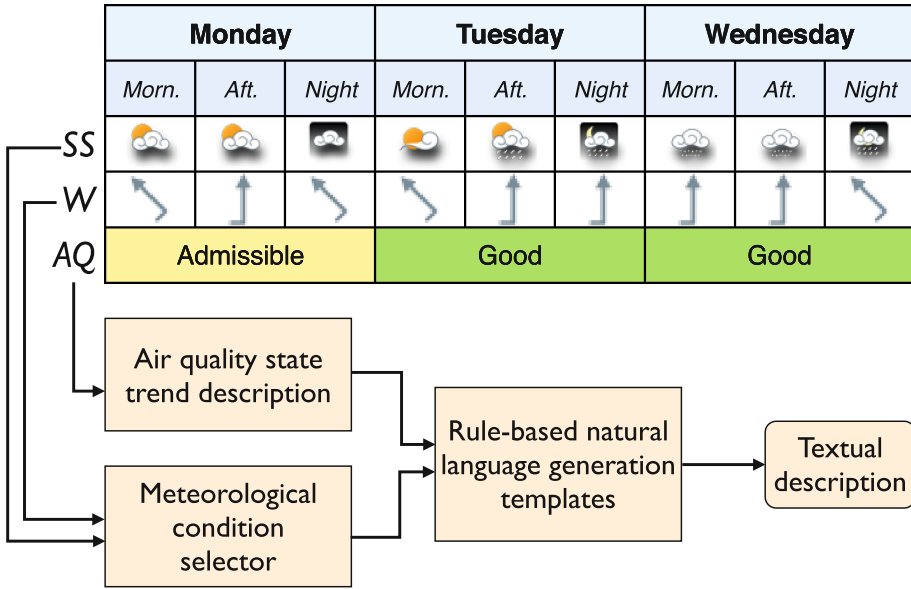 Monday Tuesday Wednesday
Morn. Aft. Night Morn. Aft. Night Morn. Aft. Night
SS
W
AQ Admissible Good Good
Air quality state
trend description
Rule-based natural
language generation
templates
Textual
description
Meteorological
condition
selector